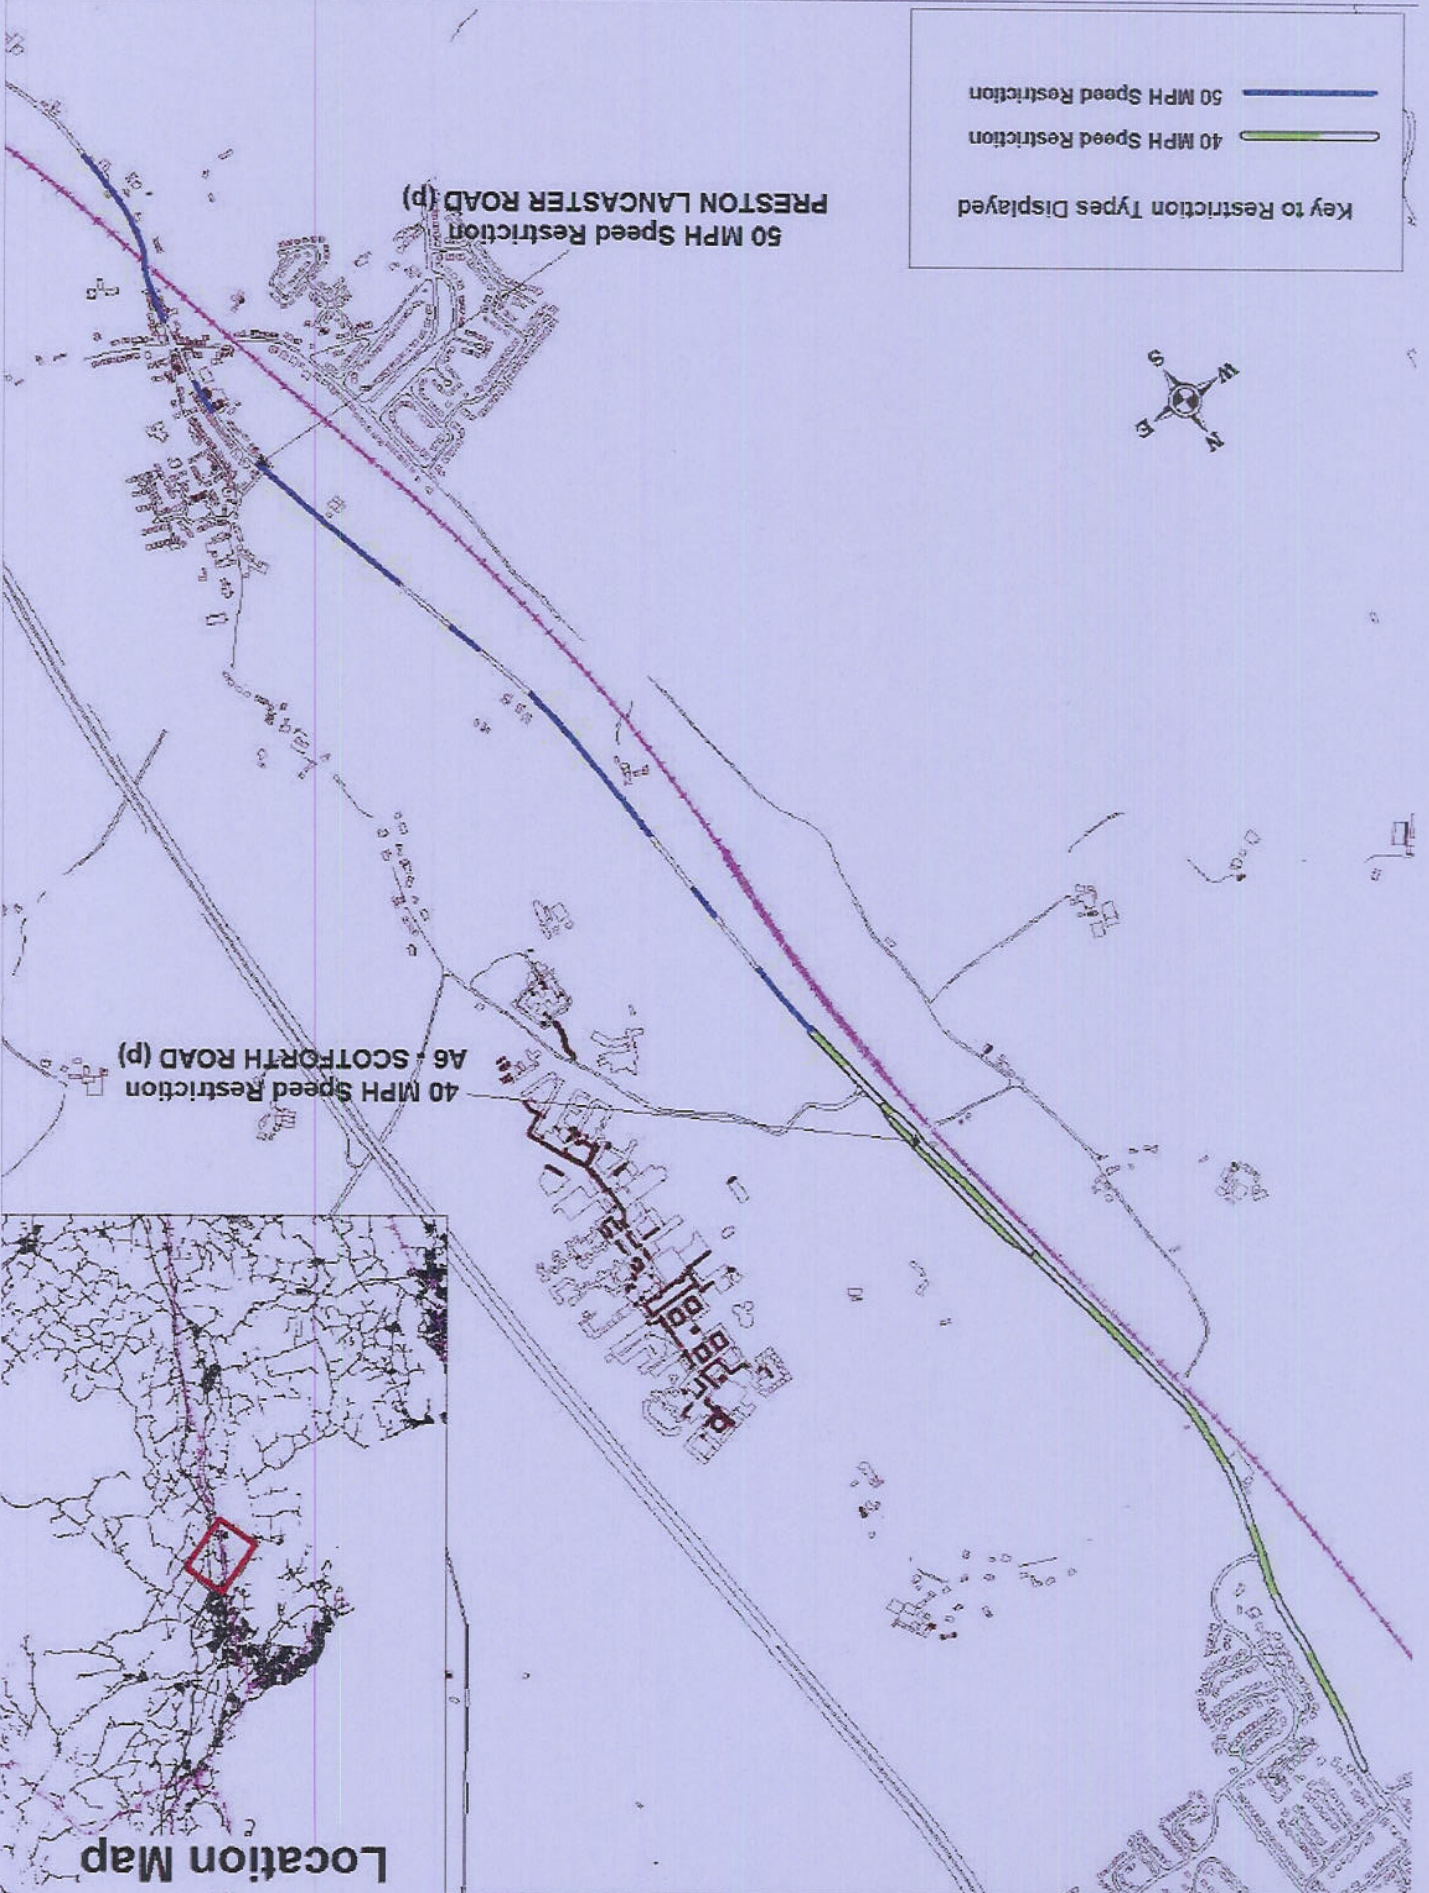 Location Map
40 MPH Speed Restriction
A6 - SCOTFORTH ROAD (p)
N
E
W
S
50 MPH Speed Restriction
PRESTON LANCASTER ROAD (p)
Key to Restriction Types Displayed
40 MPH Speed Restriction
50 MPH Speed Restriction